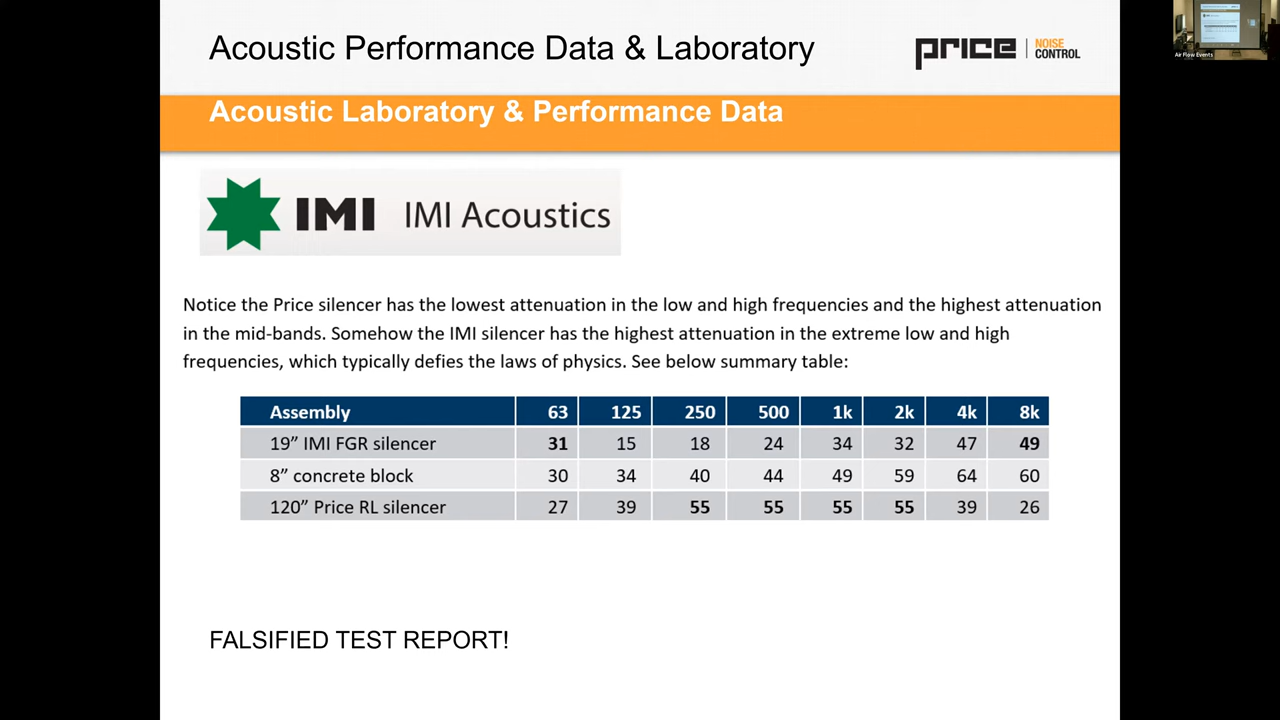 Acoustic Performance Data & Laboratory
price | NOISE CONTROL
Acoustic Laboratory & Performance Data
IMI IMI Acoustics
Notice the Price silencer has the lowest attenuation in the low and high frequencies and the highest attenuation
in the mid-bands. Somehow the IMI silencer has the highest attenuation in the extreme low and high
frequencies, which typically defies the laws of physics. See below summary table:
Assembly 63 125 250 500 1k 2k 4k 8k
19” IMI FGR silencer 31 15 18 24 34 32 47 49
8” concrete block 30 34 40 44 49 59 64 60
120” Price RL silencer 27 39 55 55 55 55 39 26
FALSIFIED TEST REPORT!
Air Flow Events